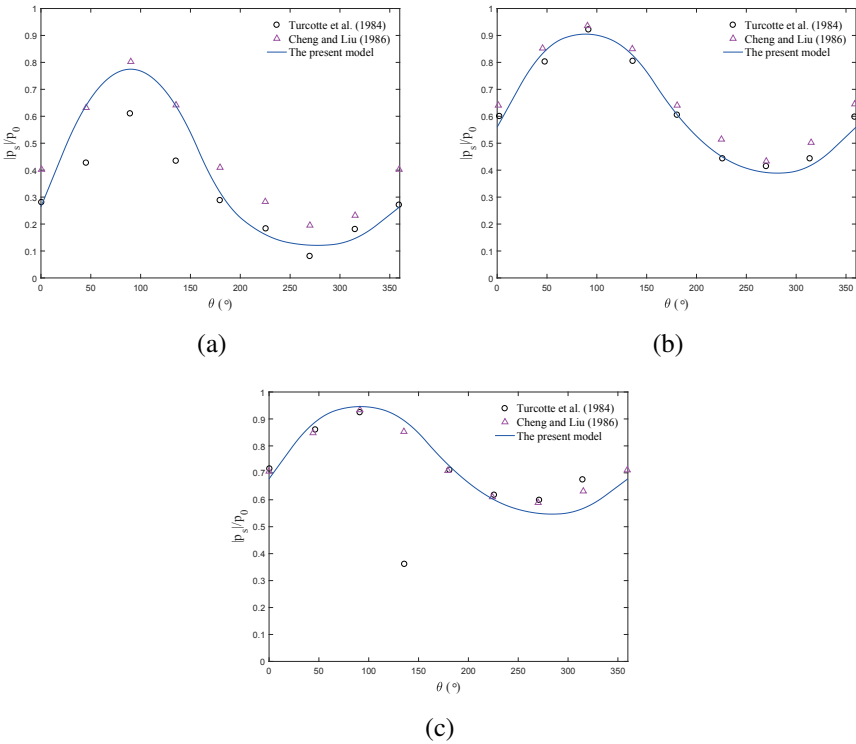 1
0.9
0.8
0.7
0.6
0.5
0.4
0.3
0.2
0.1
0
|p_s|/p_0
Turcotte et al. (1984)
Cheng and Liu (1986)
The present model
0 50 100 150 200 250 300 350
θ (°)
(a)
1
0.9
0.8
0.7
0.6
0.5
0.4
0.3
0.2
0.1
0
|p_s|/p_0
Turcotte et al. (1984)
Cheng and Liu (1986)
The present model
0 50 100 150 200 250 300 350
θ (°)
(b)
1
0.9
0.8
0.7
0.6
0.5
0.4
0.3
0.2
0.1
0
|p_s|/p_0
Turcotte et al. (1984)
Cheng and Liu (1986)
The present model
0 50 100 150 200 250 300 350
θ (°)
(c)